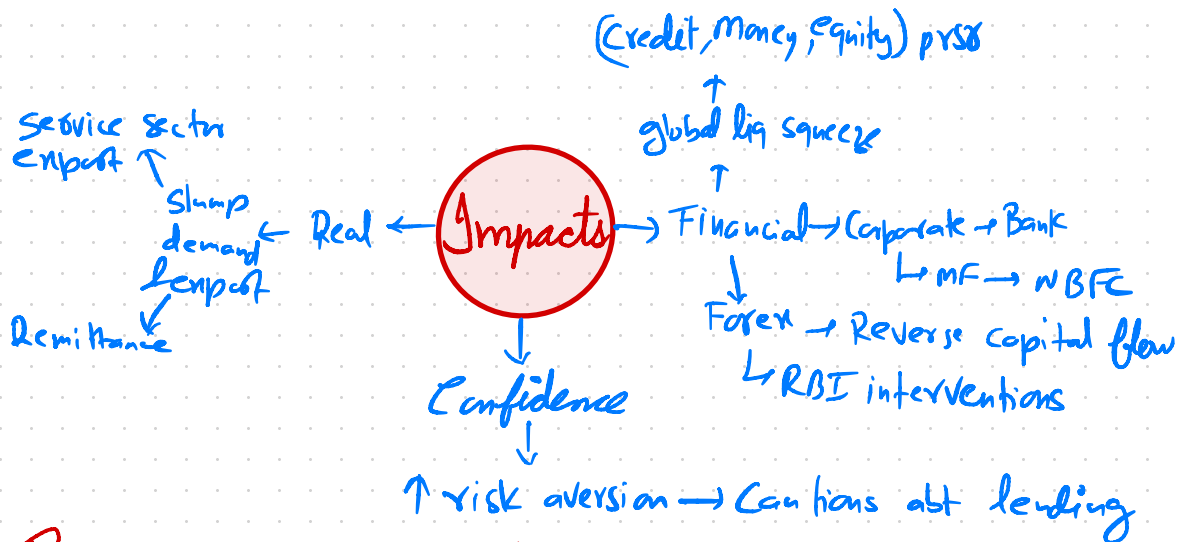 (Credit, Money, equity) prsr
↑
global liq squeeze
↑
service sector
export
slump
demand
& export
← Real ← Impacts → Financial → Corporate → Bank
↳ MF → NBFC
Remittance
Forex → Reverse capital flow
↳ RBI interventions
Confidence
↑ risk aversion → Cautious abt lending